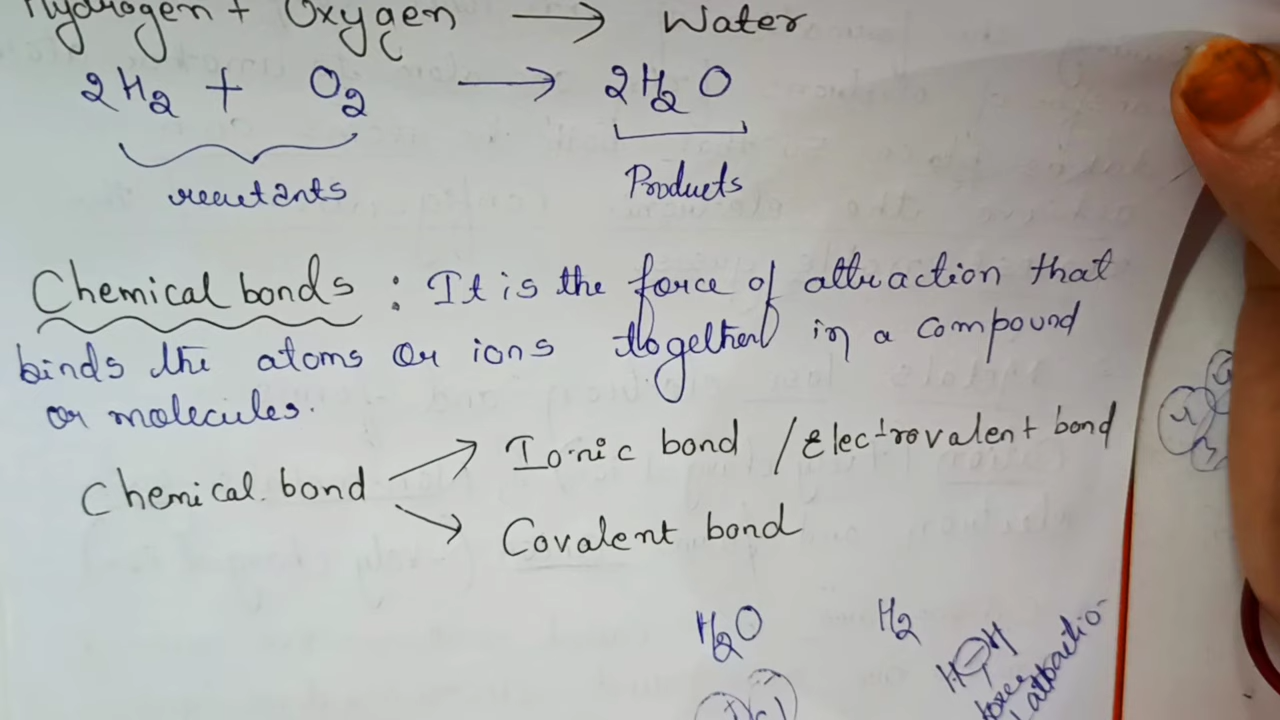 Hydrogen + Oxygen → Water
2H₂ + O₂ → 2H₂O
reactants Products
Chemical bonds : It is the force of attraction that
binds the atoms or ions together in a compound
or molecules.
Chemical bond → Ionic bond / Electrovalent bond
→ Covalent bond
H₂O H₂
H H
force
attractio